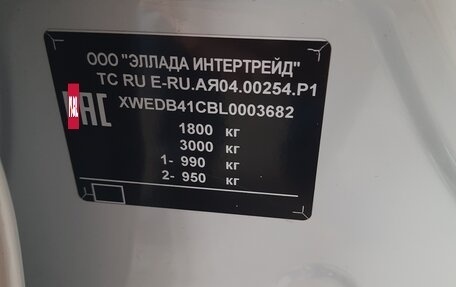 ООО "ЭЛЛАДА ИНТЕРТРЕЙД"
ТС RU Е-RU.АЯ04.00254.Р1
XWEDB41CBL0003682
1800 кг
3000 кг
1- 990 кг
2- 950 кг